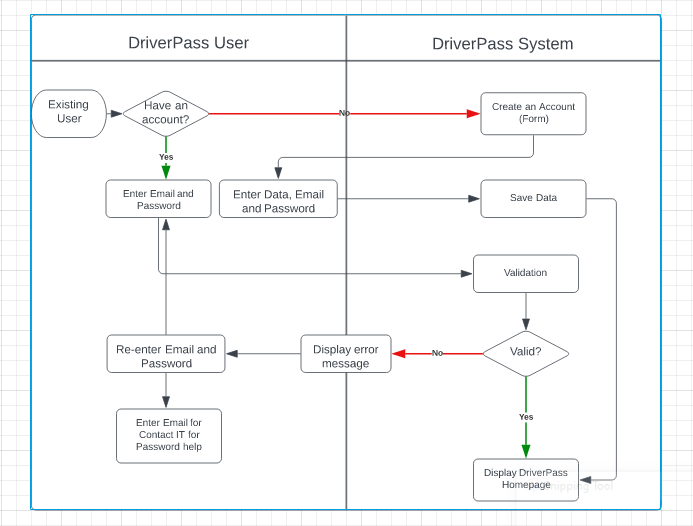 DriverPass User
DriverPass System
Existing
User
Have an
account?
No
Create an Account
(Form)
Yes
Enter Email and
Password
Enter Data, Email
and Password
Save Data
Validation
Re-enter Email and
Password
Display error
message
No
Valid?
Enter Email for
Contact IT for
Password help
Yes
Display DriverPass
Homepage
Snipping Tool